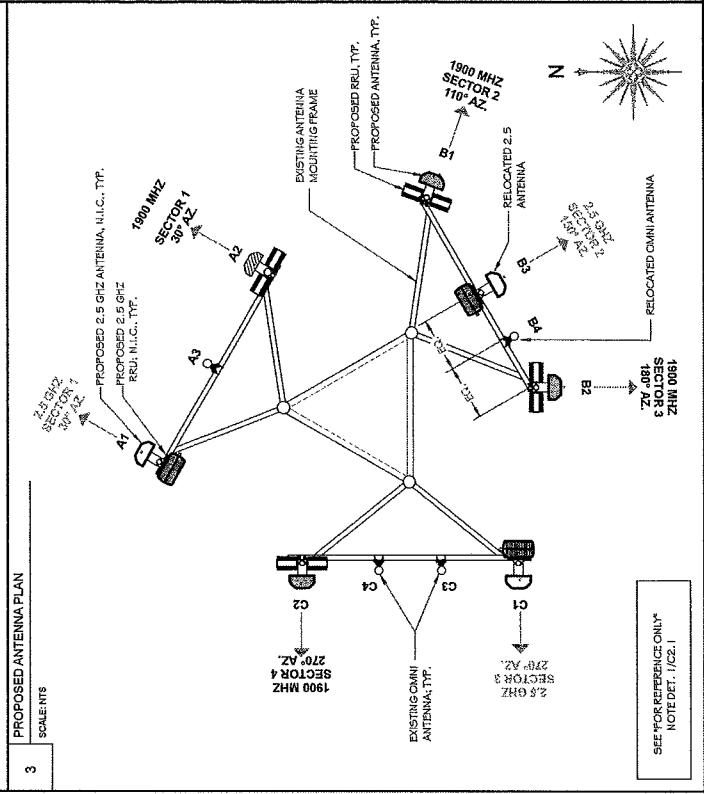 3
PROPOSED ANTENNA PLAN
SCALE: NTS
2.5 GHZ
SECTOR 1
30° AZ.
A1
PROPOSED 2.5 GHZ ANTENNA, N.I.C., TYP.
PROPOSED 2.5 GHZ
RRU; N.I.C., TYP.
A3
1900 MHZ
SECTOR 1
30° AZ.
A2
EXISTING ANTENNA
MOUNTING FRAME
PROPOSED RRU, TYP.
PROPOSED ANTENNA, TYP.
1900 MHZ
SECTOR 2
110° AZ.
B1
N
RELOCATED 2.5
ANTENNA
2.5 GHZ
SECTOR 2
150° AZ.
B3
B4
RELOCATED OMNI ANTENNA
EQ.
EQ.
B2
1900 MHZ
SECTOR 3
180° AZ.
C2
C4
C3
C1
1900 MHZ
SECTOR 4
270° AZ.
EXISTING OMNI
ANTENNA; TYP.
2.5 GHZ
SECTOR 3
270° AZ.
SEE "FOR REFERENCE ONLY"
NOTE DET. 1/C2.1